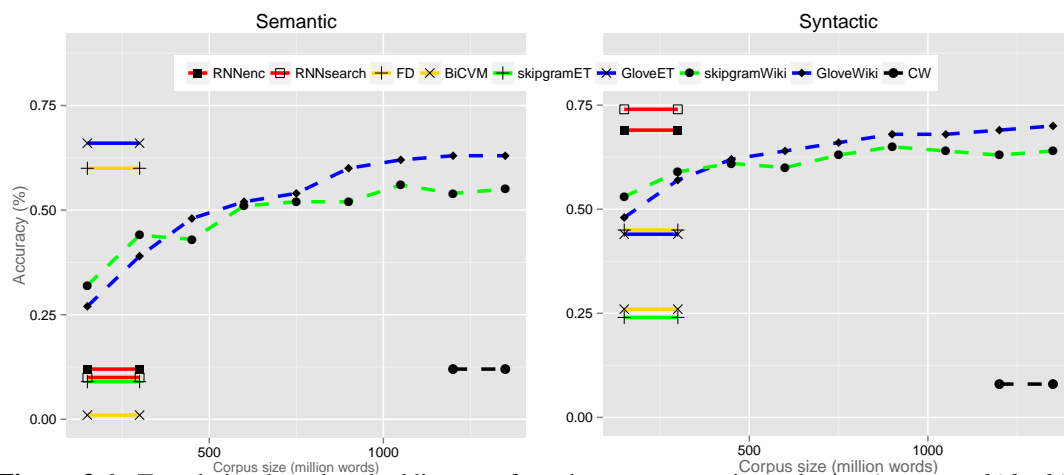 Semantic
Syntactic
RNNenc RNNsearch FD BiCVM skipgramET GloveET skipgramWiki GloveWiki CW
Accuracy (%)
0.75
0.50
0.25
0.00
500 1000
Corpus size (million words)
0.75
0.50
0.25
0.00
500 1000
Corpus size (million words)
Figure